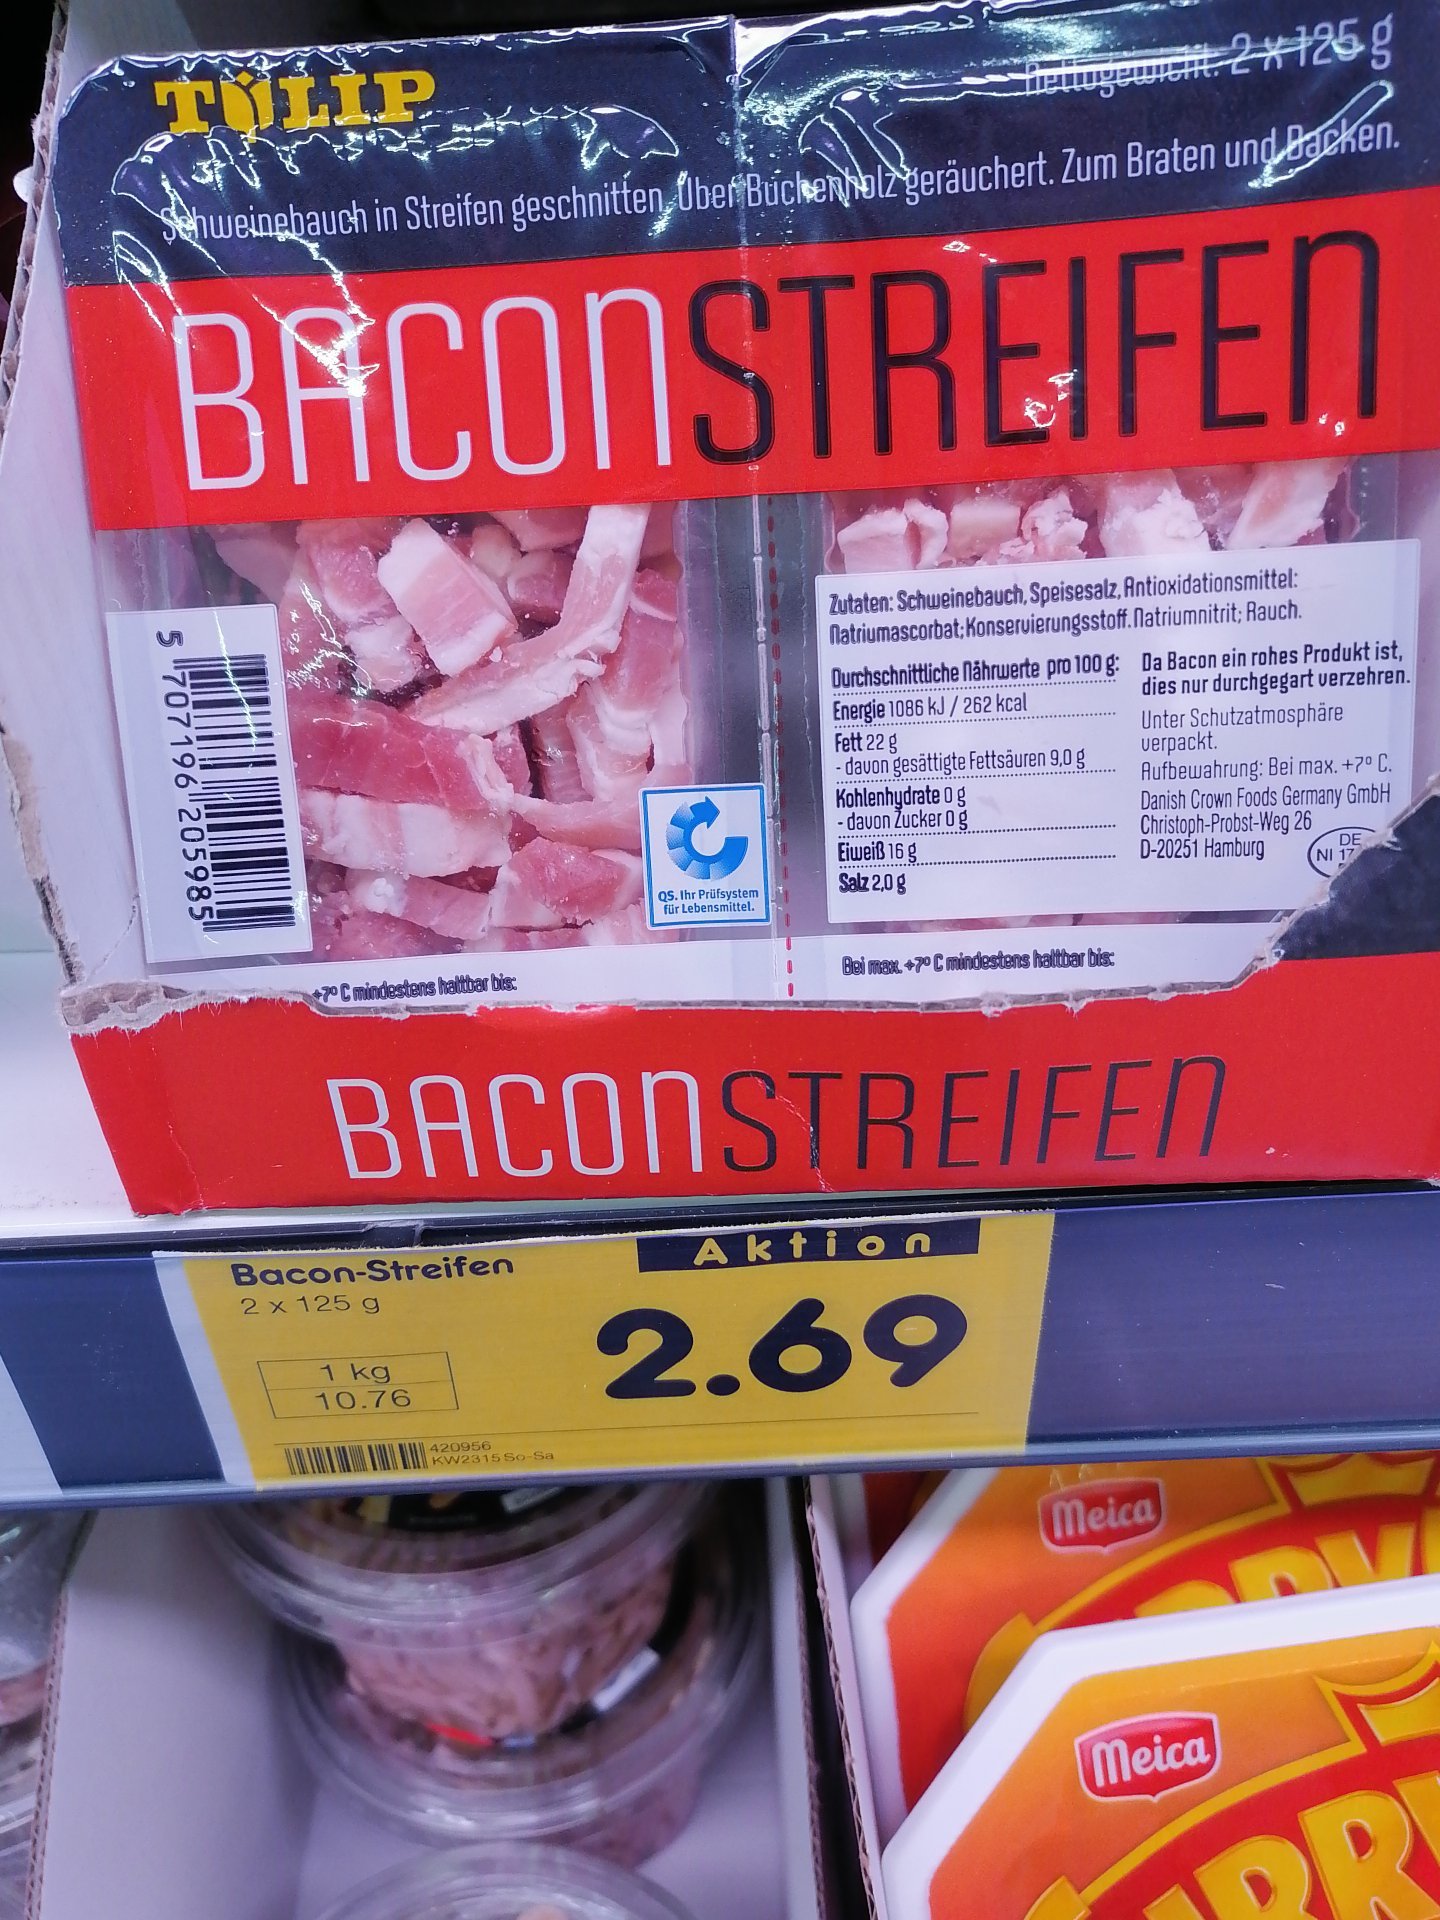 TULIP
Nettogewicht: 2 x 125 g
Schweinebauch in Streifen geschnitten. Über Buchenholz geräuchert. Zum Braten und Backen.
BACONSTREIFEN
5 707196 205985
Zutaten: Schweinebauch, Speisesalz, Antioxidationsmittel:
Natriumascorbat; Konservierungsstoff: Natriumnitrit; Rauch.
Durchschnittliche Nährwerte pro 100 g:
Energie 1086 kJ / 262 kcal
Fett 22 g
- davon gesättigte Fettsäuren 9,0 g
Kohlenhydrate 0 g
- davon Zucker 0 g
Eiweiß 16 g
Salz 2,0 g
Da Bacon ein rohes Produkt ist,
dies nur durchgegart verzehren.
Unter Schutzatmosphäre
verpackt.
Aufbewahrung: Bei max. +7° C.
Danish Crown Foods Germany GmbH
Christoph-Probst-Weg 26
D-20251 Hamburg
DE
NI 17
QS. Ihr Prüfsystem
für Lebensmittel.
+7° C mindestens haltbar bis:
Bei max. +7° C mindestens haltbar bis:
BACONSTREIFEN
Aktion
Bacon-Streifen
2 x 125 g
2.69
1 kg
10.76
420956
KW2315 So-Sa
Meica
Meica